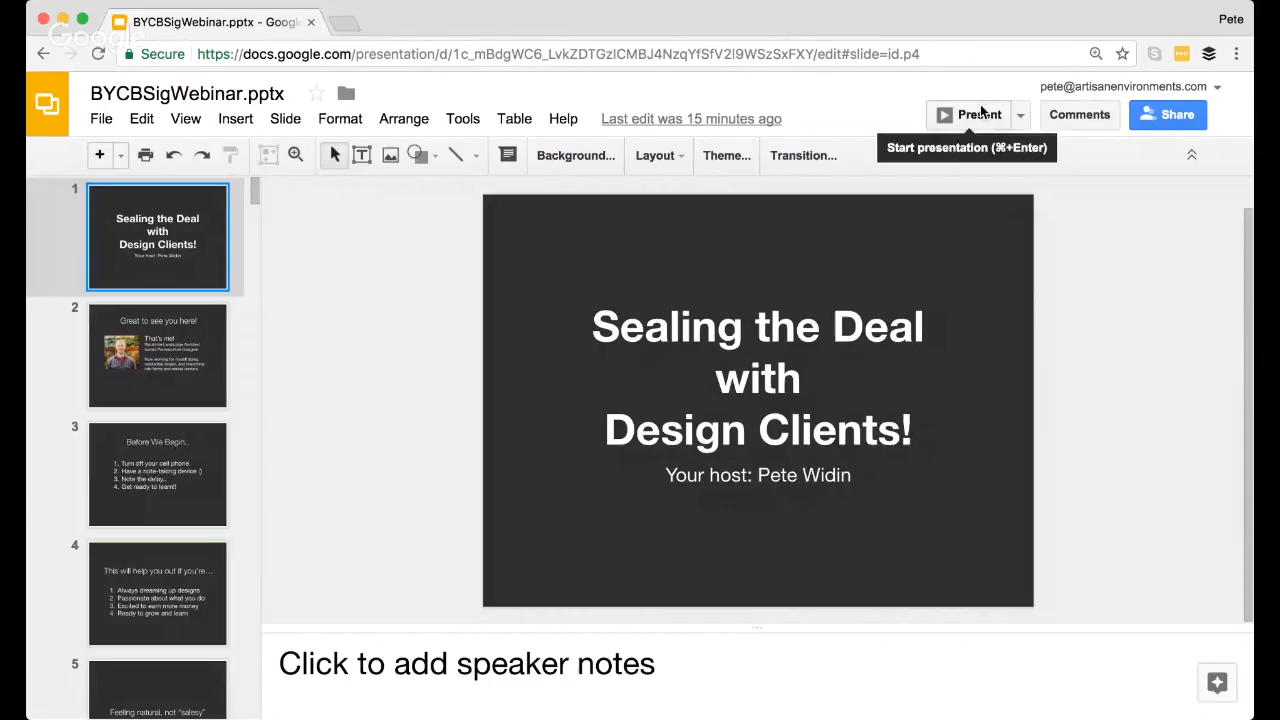 BYCBSigWebinar.pptx - Googl
Pete
Google
Secure https://docs.google.com/presentation/d/1c_mBdgWC6_LvkZDTGzlCMBJ4NzqYfSfV2l9WSzSxFXY/edit#slide=id.p4
BYCBSigWebinar.pptx
pete@artisanenvironments.com
File Edit View Insert Format Arrange Slide Tools Table Help Last edit was 15 minutes ago
Present Comments Share
Start presentation (⌘+Enter)
Background... Layout Theme... Transition...
1
Sealing the Deal
with
Design Clients!
Your host: Pete Widin
2
Great to see you here!
That's me!
3
Before We Begin..
1. Turn off your cell phone
2. Have a note-taking device ;)
3. Note the delay..
4. Get ready to learn!!
4
This will help you out if you're…
1. Always dreaming up designs
2. Passionate about what you do
3. Excited to earn more money
4. Ready to grow and learn
5
Feeling natural, not "salesy"
Sealing the Deal
with
Design Clients!
Your host: Pete Widin
Click to add speaker notes